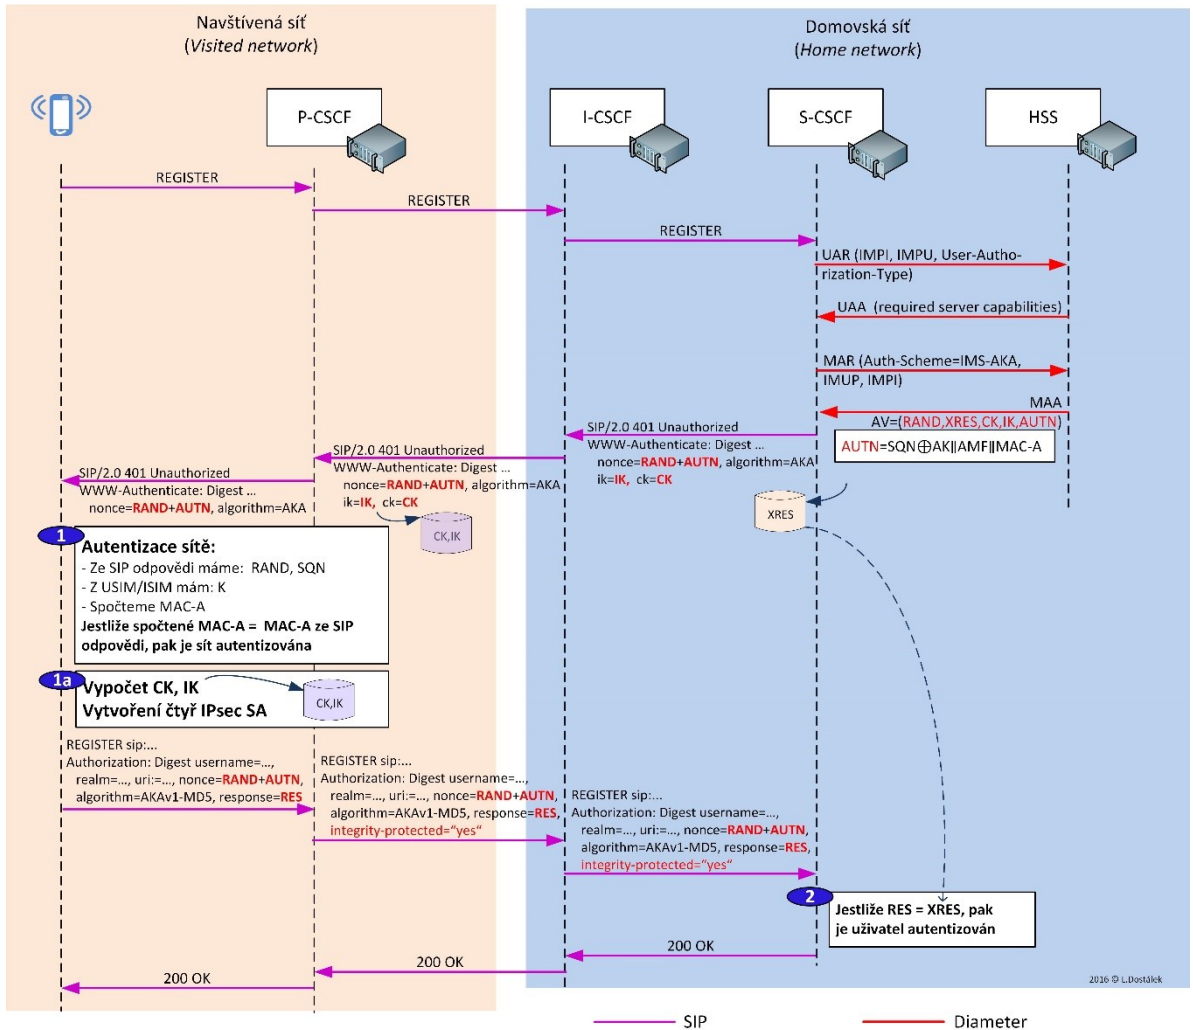 Navštívená síť
(Visited network)
Domovská síť
(Home network)
P-CSCF
I-CSCF
S-CSCF
HSS
REGISTER
REGISTER
REGISTER
UAR (IMPI, IMPU, User-Autho-
rization-Type)
UAA (required server capabilities)
MAR (Auth-Scheme=IMS-AKA,
IMUP, IMPI)
MAA
AV=(RAND,XRES,CK,IK,AUTN)
AUTN=SQN⊕AK||AMF||MAC-A
SIP/2.0 401 Unauthorized
WWW-Authenticate: Digest ...
nonce=RAND+AUTN, algorithm=AKA
ik=IK, ck=CK
XRES
SIP/2.0 401 Unauthorized
WWW-Authenticate: Digest ...
nonce=RAND+AUTN, algorithm=AKA
ik=IK, ck=CK
CK,IK
SIP/2.0 401 Unauthorized
WWW-Authenticate: Digest ...
nonce=RAND+AUTN, algorithm=AKA
1
Autentizace sítě:
- Ze SIP odpovědi máme: RAND, SQN
- Z USIM/ISIM mám: K
- Spočteme MAC-A
Jestliže spočtené MAC-A = MAC-A ze SIP
odpovědi, pak je sít autentizována
1a
Vypočet CK, IK
Vytvoření čtyř IPsec SA
CK,IK
REGISTER sip:...
Authorization: Digest username=...,
realm=..., uri:=..., nonce=RAND+AUTN,
algorithm=AKAv1-MD5, response=RES
REGISTER sip:...
Authorization: Digest username=...,
realm=..., uri:=..., nonce=RAND+AUTN,
algorithm=AKAv1-MD5, response=RES,
integrity-protected=“yes“
REGISTER sip:...
Authorization: Digest username=...,
realm=..., uri:=..., nonce=RAND+AUTN,
algorithm=AKAv1-MD5, response=RES,
integrity-protected=“yes“
2
Jestliže RES = XRES, pak
je uživatel autentizován
200 OK
200 OK
200 OK
2016 © L.Dostálek
SIP
Diameter